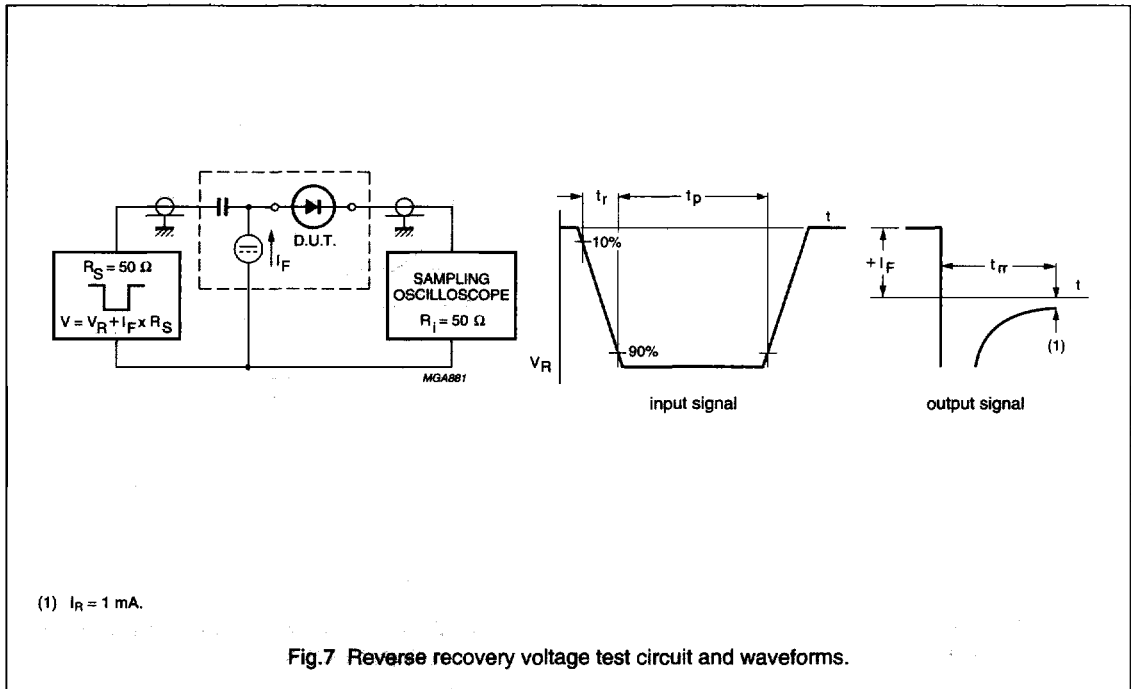 R_S = 50 Ω
V = V_R + I_F x R_S
I_F
D.U.T.
SAMPLING
OSCILLOSCOPE
R_i = 50 Ω
MGA881
t_r
t_p
t
10%
90%
V_R
input signal
+ I_F
t_rr
t
(1)
output signal
(1) I_R = 1 mA.
Fig.7 Reverse recovery voltage test circuit and waveforms.